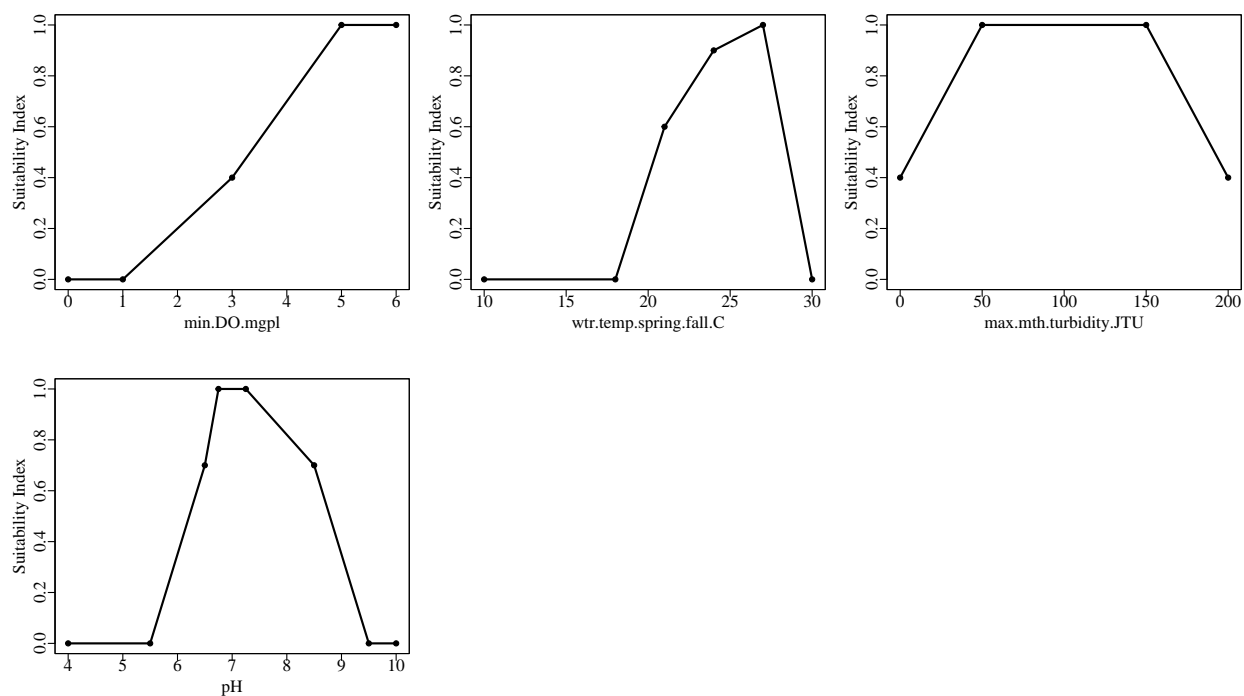 Suitability Index
0.0 0.2 0.4 0.6 0.8 1.0
0 1 2 3 4 5 6
min.DO.mgpl
Suitability Index
0.0 0.2 0.4 0.6 0.8 1.0
10 15 20 25 30
wtr.temp.spring.fall.C
Suitability Index
0.0 0.2 0.4 0.6 0.8 1.0
0 50 100 150 200
max.mth.turbidity.JTU
Suitability Index
0.0 0.2 0.4 0.6 0.8 1.0
4 5 6 7 8 9 10
pH